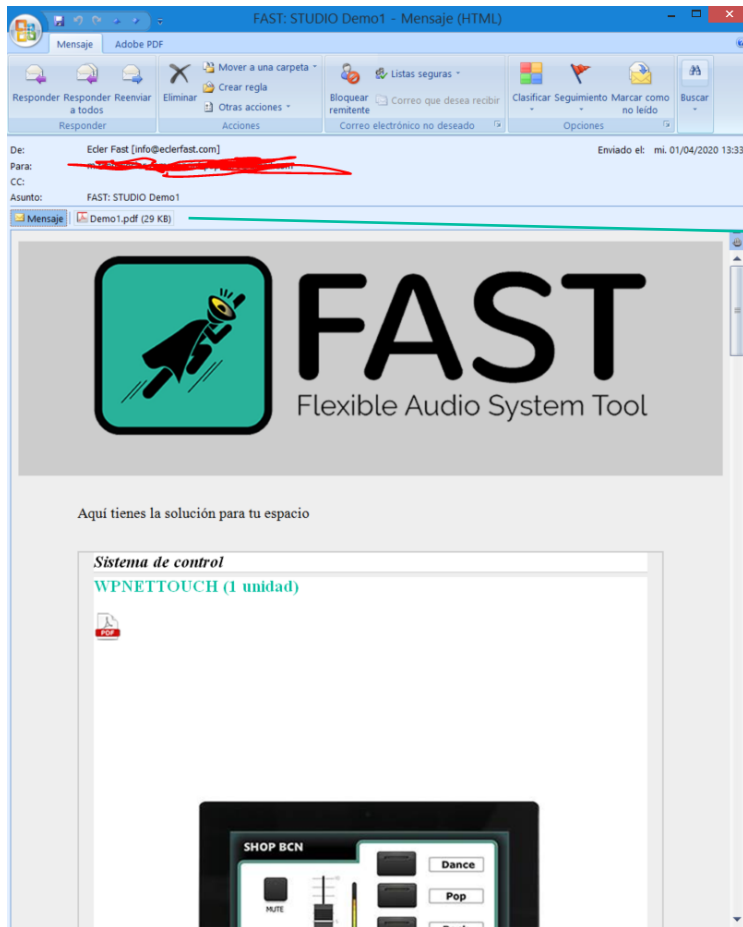 FAST: STUDIO Demo1 - Mensaje (HTML)
Mensaje Adobe PDF
Responder Responder a todos Reenviar
Eliminar
Mover a una carpeta
Crear regla
Otras acciones
Bloquear remitente
Listas seguras
Correo que desea recibir
Clasificar Seguimiento Marcar como no leído
Buscar
Responder Acciones Correo electrónico no deseado Opciones
De: Ecler Fast [info@eclerfast.com] Enviado el: mi. 01/04/2020 13:33
Para:
CC:
Asunto: FAST: STUDIO Demo1
Mensaje Demo1.pdf (29 KB)
FAST
Flexible Audio System Tool
Aquí tienes la solución para tu espacio
Sistema de control
WPNETTOUCH (1 unidad)
PDF
SHOP BCN
Dance
MUTE
Pop